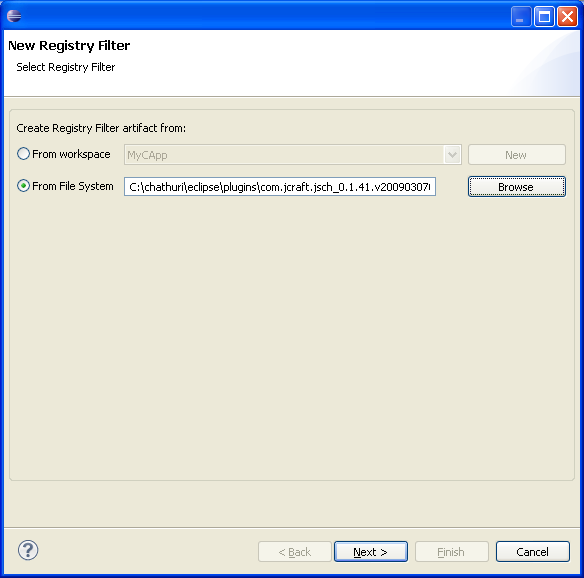 New Registry Filter
Select Registry Filter
Create Registry Filter artifact from:
From workspace MyCApp New
From File System C:\chathuri\eclipse\plugins\com.jcraft.jsch_0.1.41.v20090307( Browse
? < Back Next > Finish Cancel